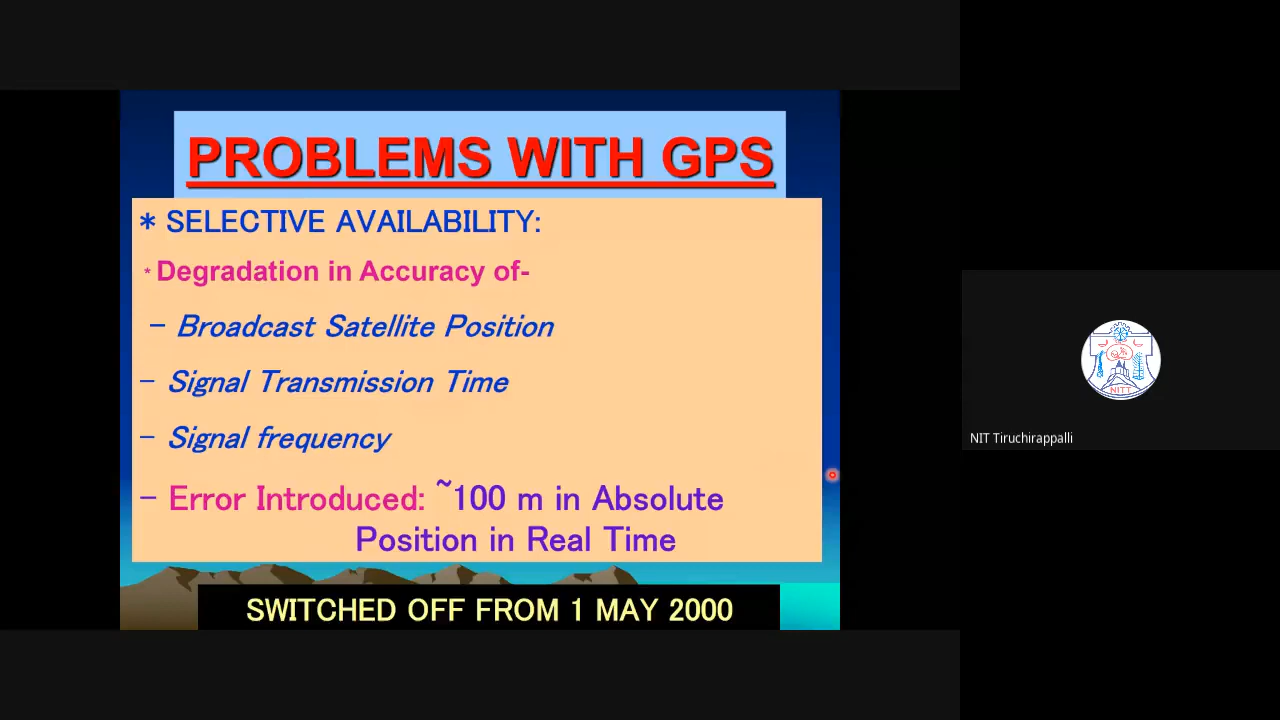 PROBLEMS WITH GPS
* SELECTIVE AVAILABILITY:
* Degradation in Accuracy of-
– Broadcast Satellite Position
– Signal Transmission Time
– Signal frequency
– Error Introduced: ~100 m in Absolute
Position in Real Time
SWITCHED OFF FROM 1 MAY 2000
NITT
NIT Tiruchirappalli